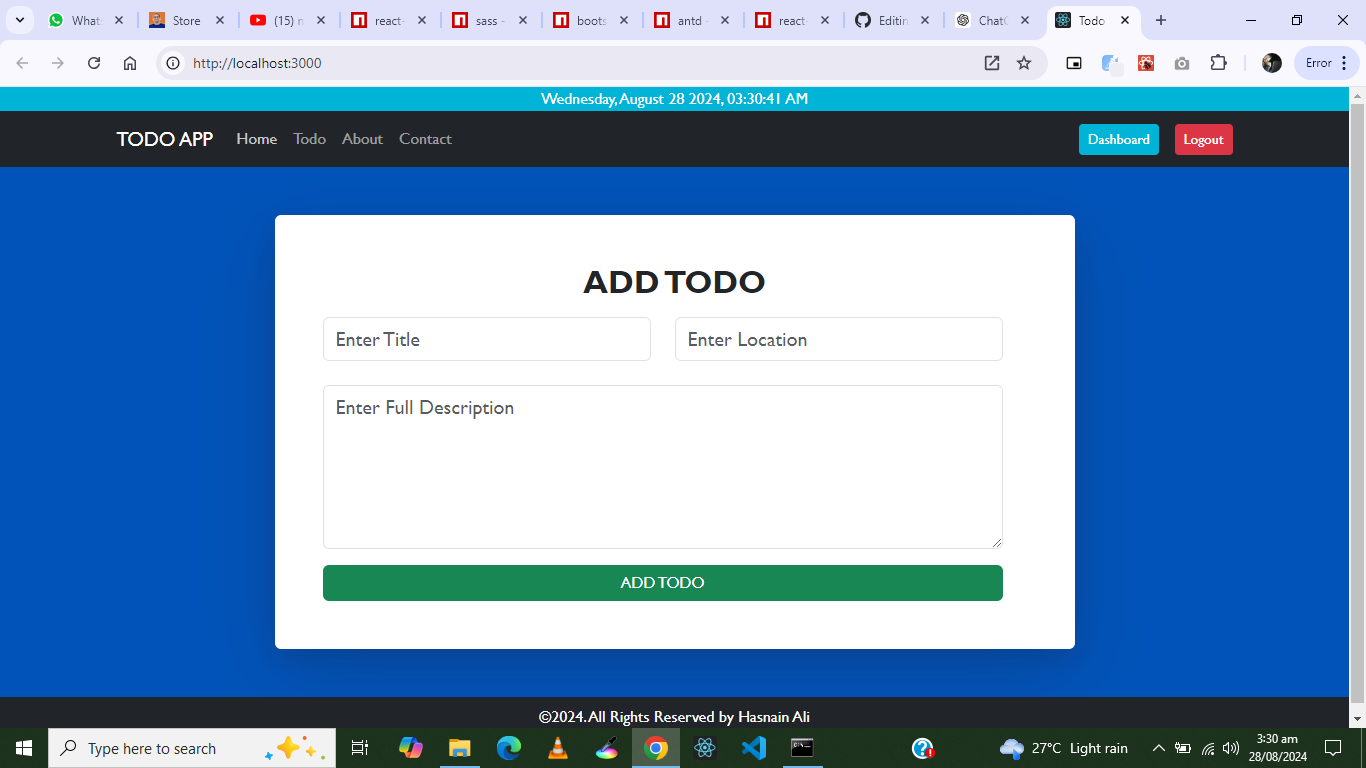 Whats
Store
(15) n
react-
sass -
boots
antd -
react-
Editin
ChatG
Todo
http://localhost:3000
Error
Wednesday, August 28 2024, 03:30:41 AM
TODO APP Home Todo About Contact Dashboard Logout
ADD TODO
Enter Title Enter Location
Enter Full Description
ADD TODO
©2024. All Rights Reserved by Hasnain Ali
Type here to search
27°C Light rain
3:30 am
28/08/2024